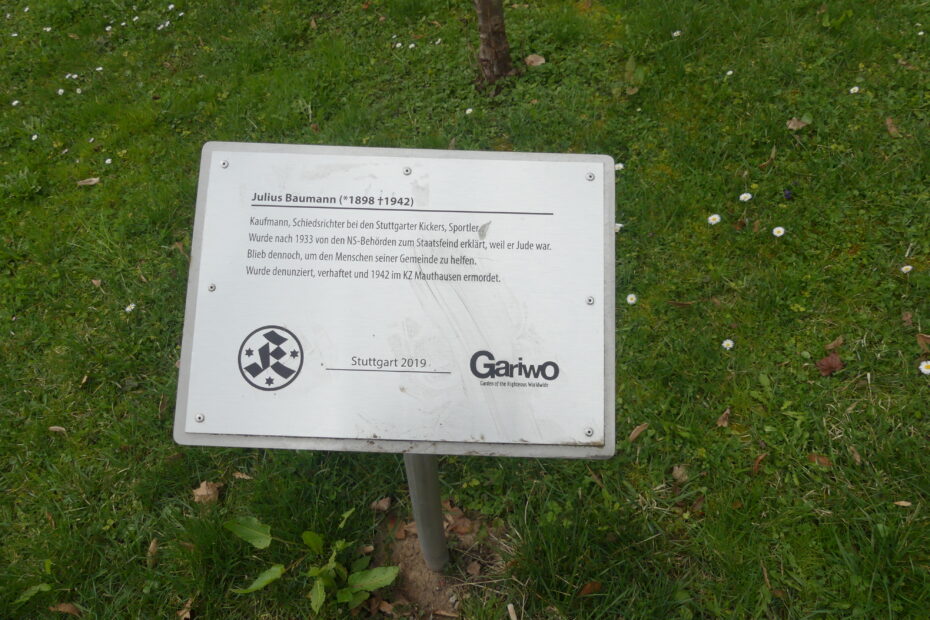 Julius Baumann (*1898 †1942)
Kaufmann, Schiedsrichter bei den Stuttgarter Kickers, Sportler.
Wurde nach 1933 von den NS-Behörden zum Staatsfeind erklärt, weil er Jude war.
Blieb dennoch, um den Menschen seiner Gemeinde zu helfen.
Wurde denunziert, verhaftet und 1942 im KZ Mauthausen ermordet.
Stuttgart 2019
Gariwo
Garden of the Righteous Worldwide